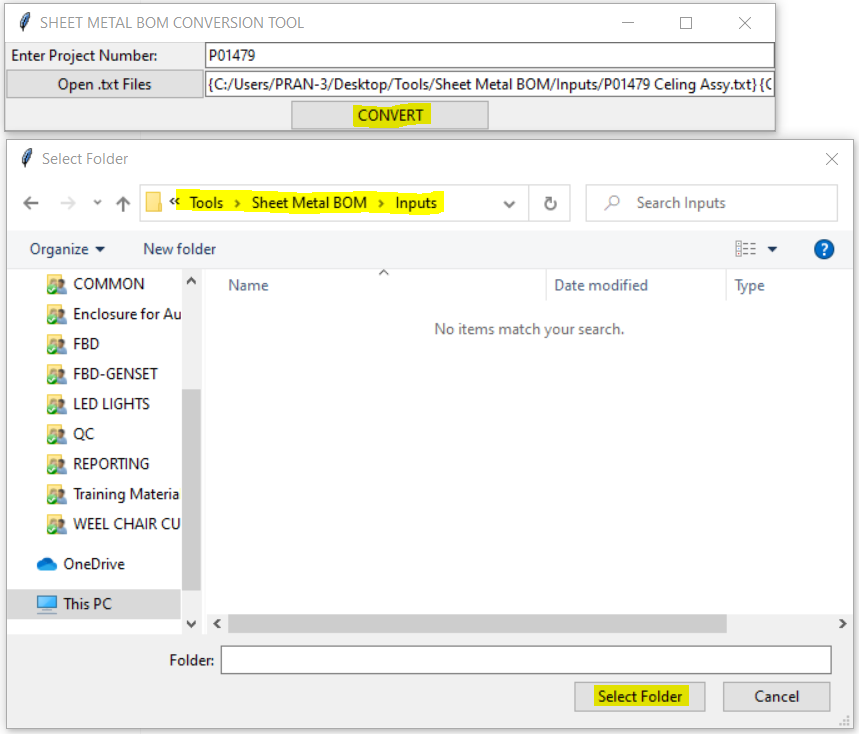 SHEET METAL BOM CONVERSION TOOL
Enter Project Number: P01479
Open .txt Files {C:/Users/PRAN-3/Desktop/Tools/Sheet Metal BOM/Inputs/P01479 Celing Assy.txt} {C
CONVERT
Select Folder
« Tools › Sheet Metal BOM › Inputs Search Inputs
Organize New folder
Name Date modified Type
No items match your search.
COMMON
Enclosure for Au
FBD
FBD-GENSET
LED LIGHTS
QC
REPORTING
Training Materia
WEEL CHAIR CU
OneDrive
This PC
Folder:
Select Folder Cancel